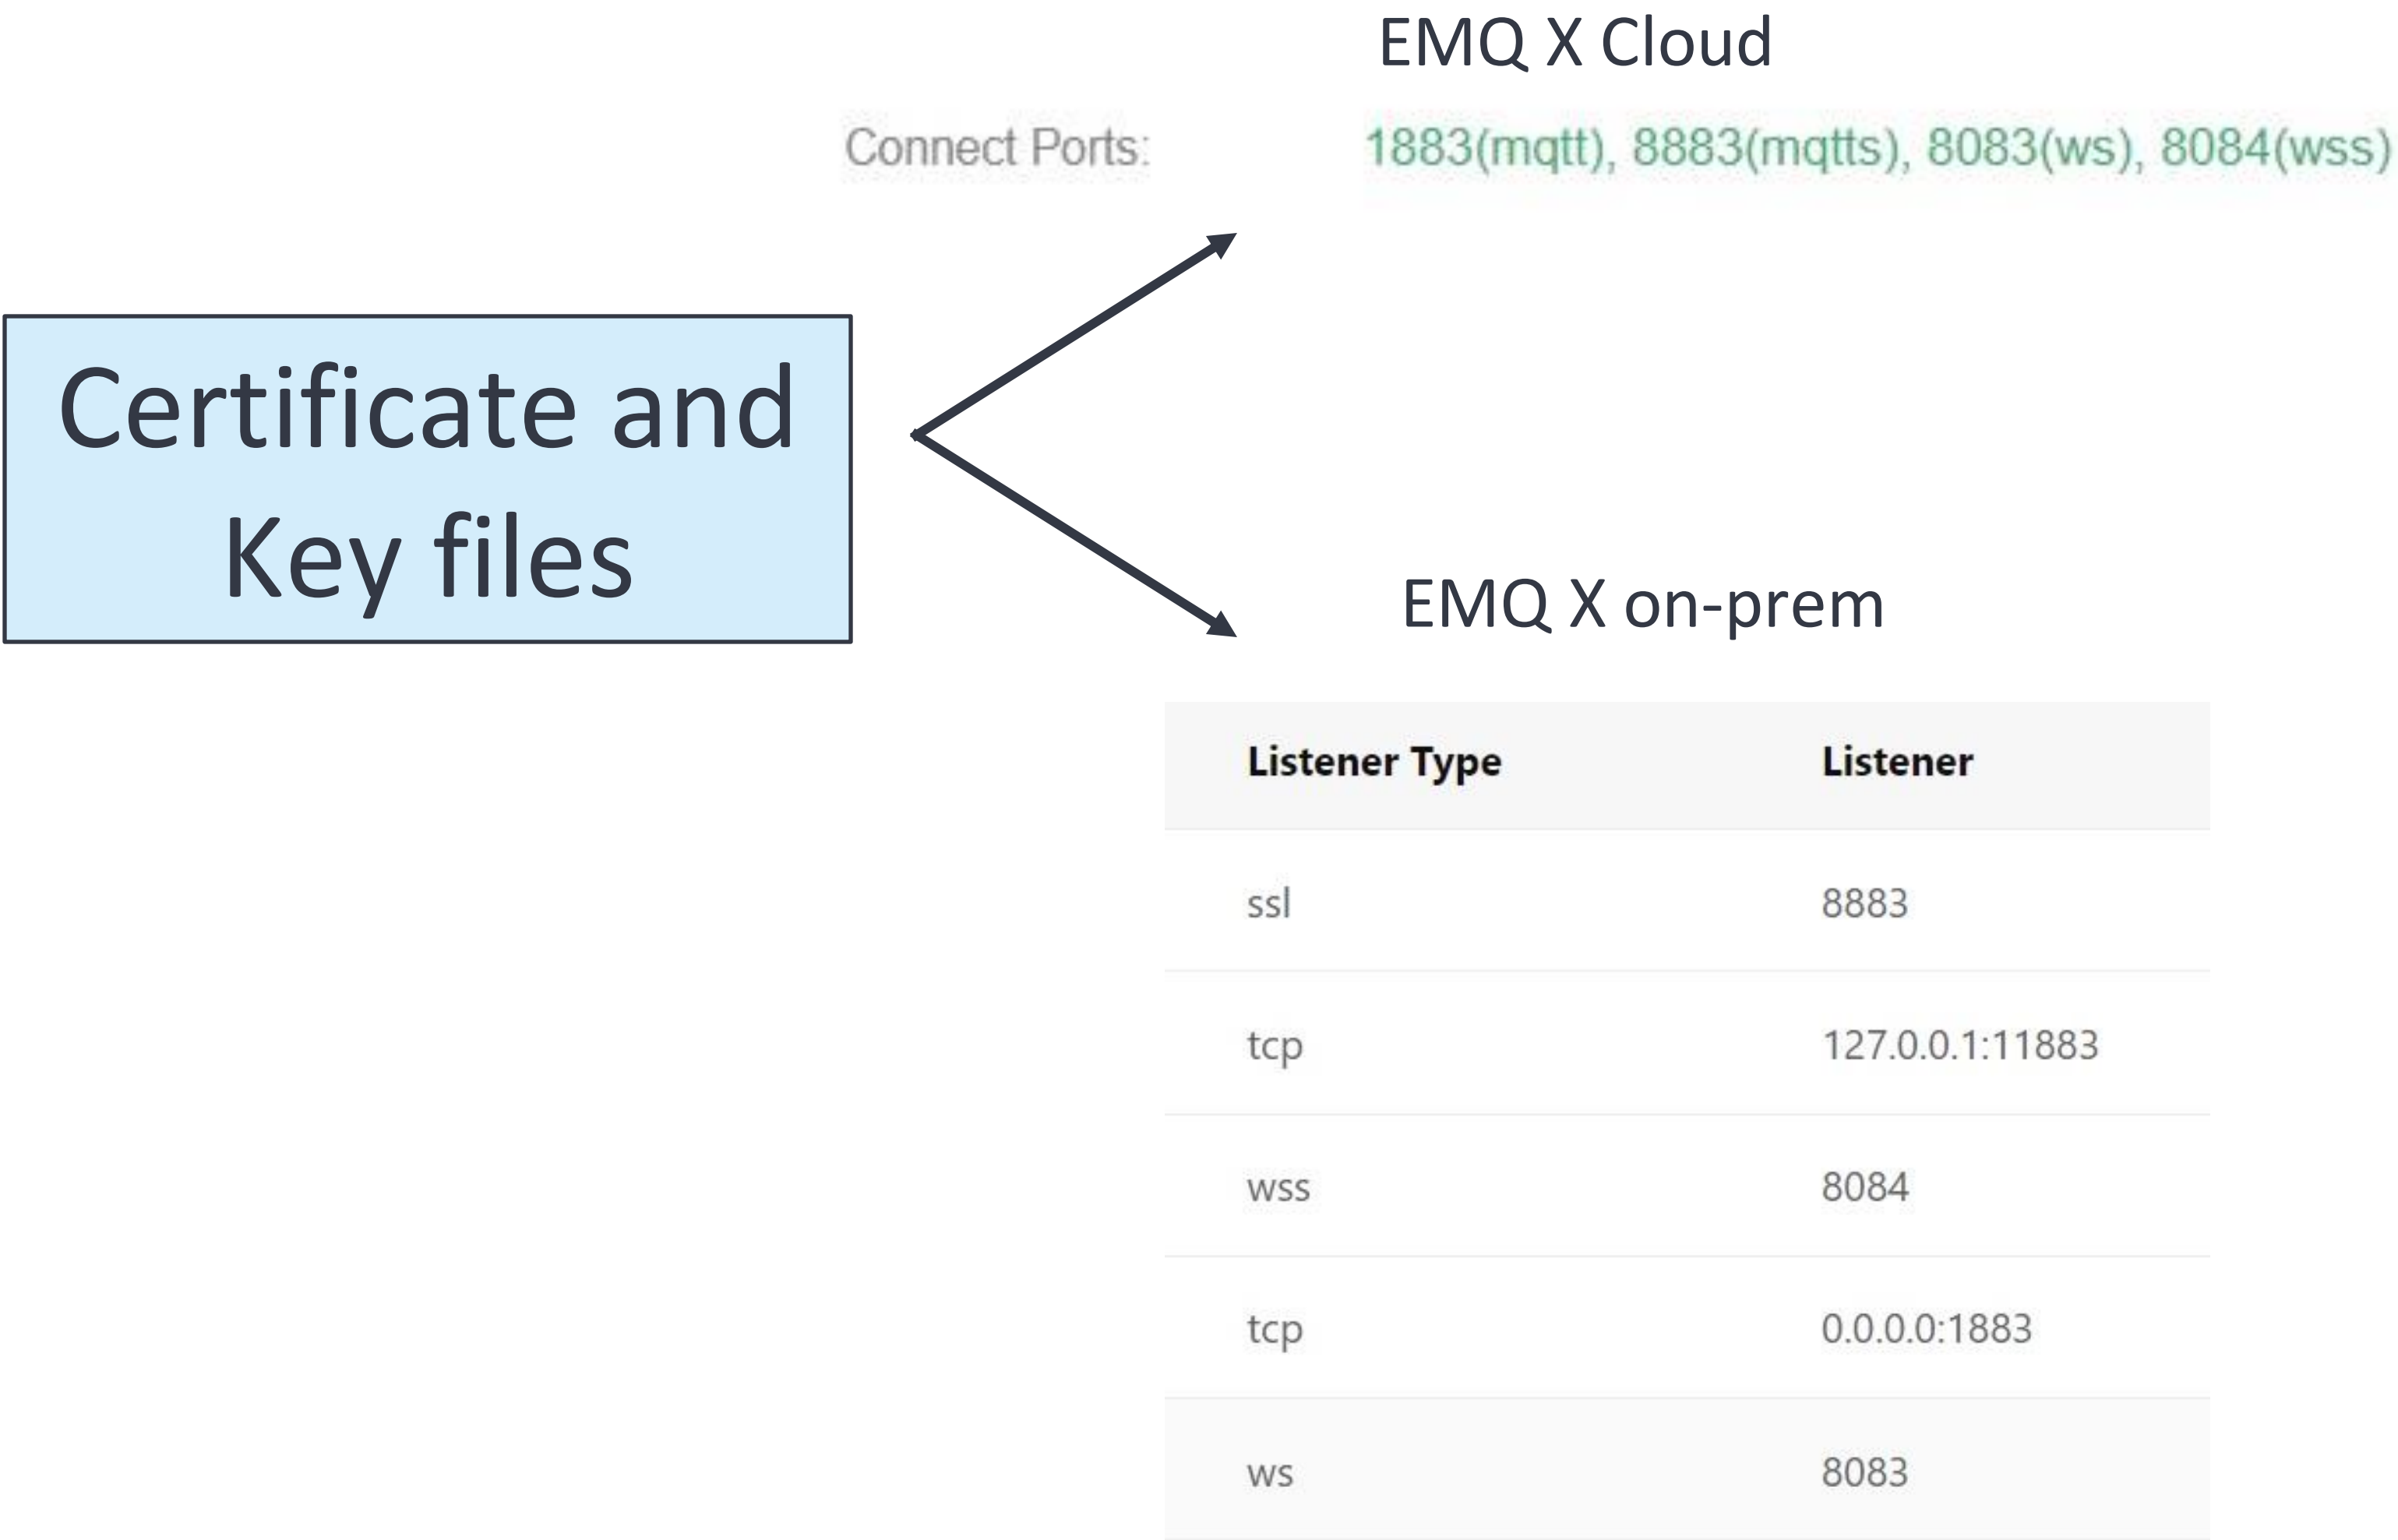 EMQ X Cloud
Connect Ports: 1883(mqtt), 8883(mqtts), 8083(ws), 8084(wss)
Certificate and
Key files
EMQ X on-prem
Listener Type Listener
ssl 8883
tcp 127.0.0.1:11883
wss 8084
tcp 0.0.0.0:1883
ws 8083